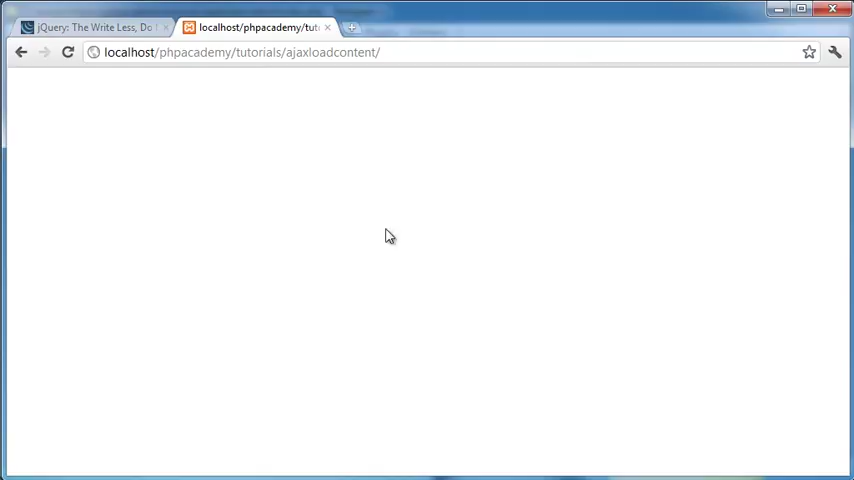 jQuery: The Write Less, Do
localhost/phpacademy/tut
localhost/phpacademy/tutorials/ajaxloadcontent/